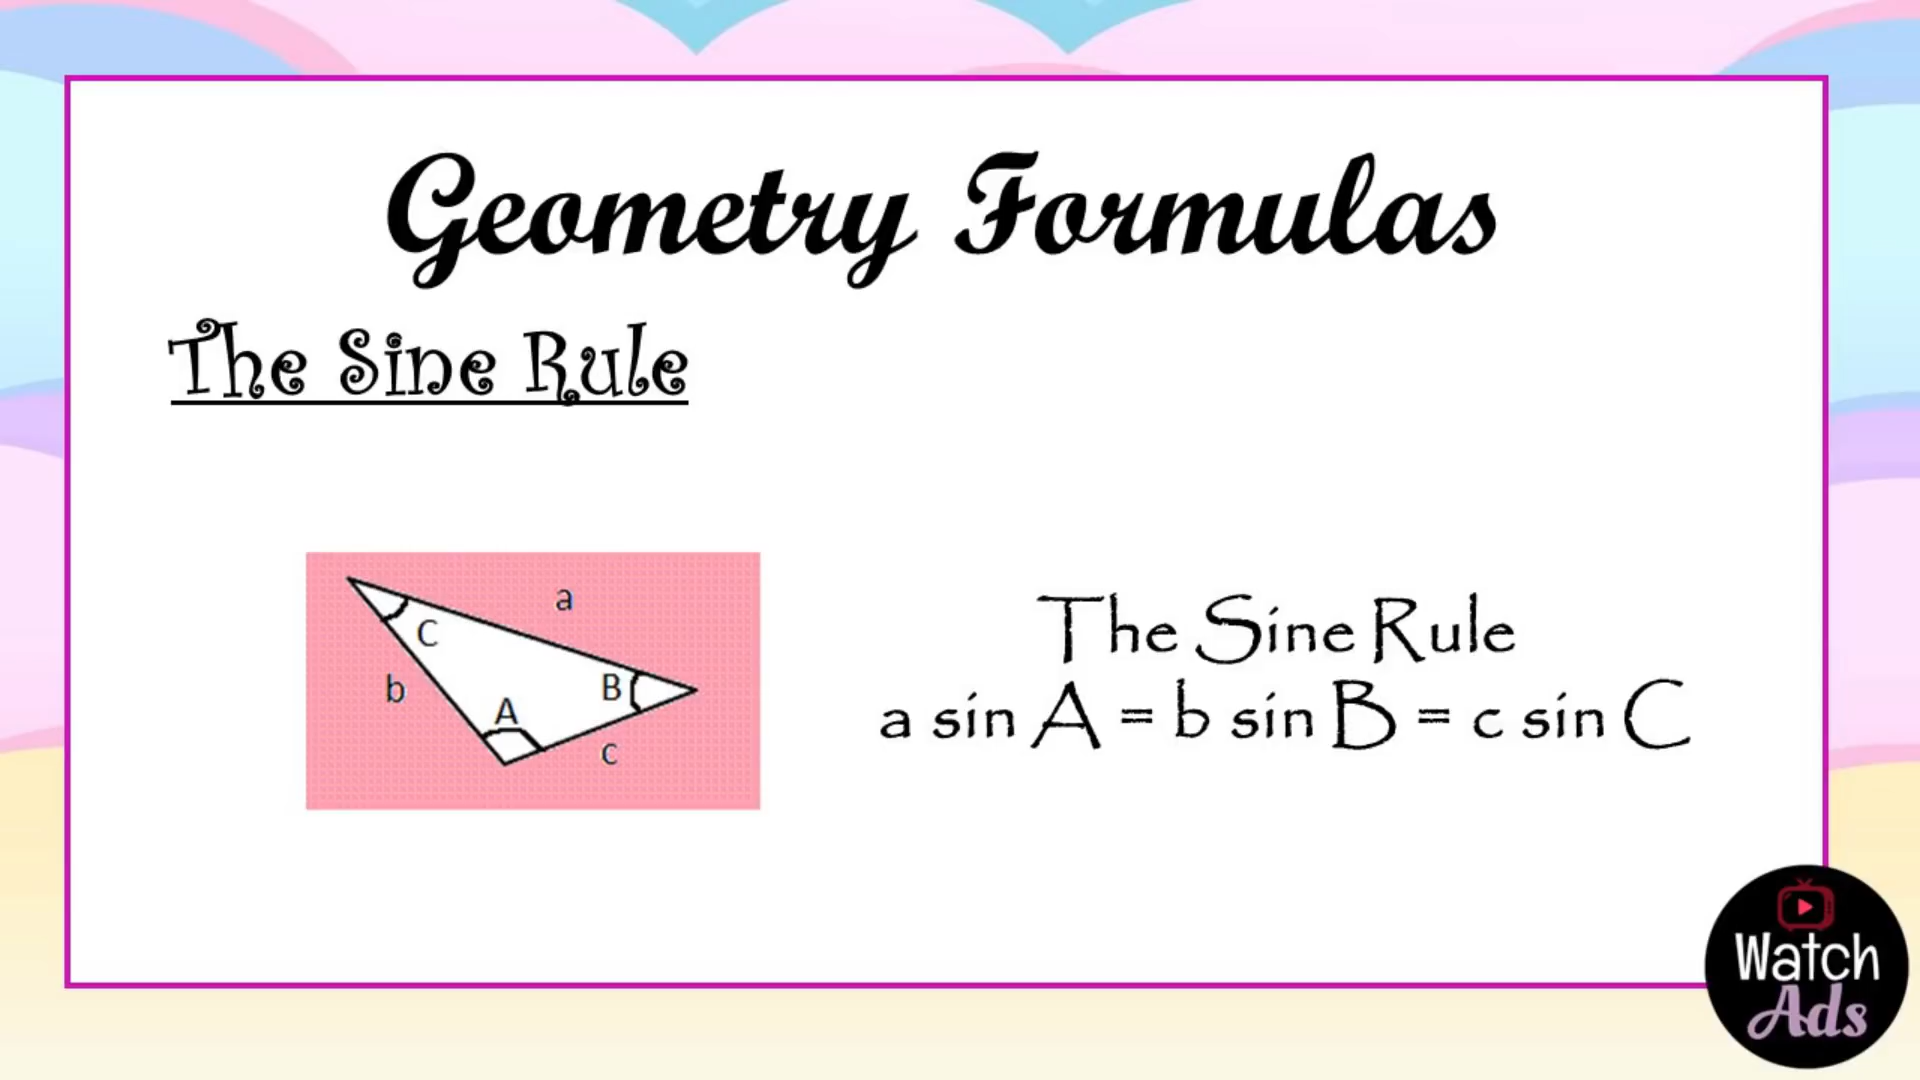 Geometry Formulas
The Sine Rule
a
C
b
B
A
c
The Sine Rule
a sin A = b sin B = c sin C
Watch
Ads